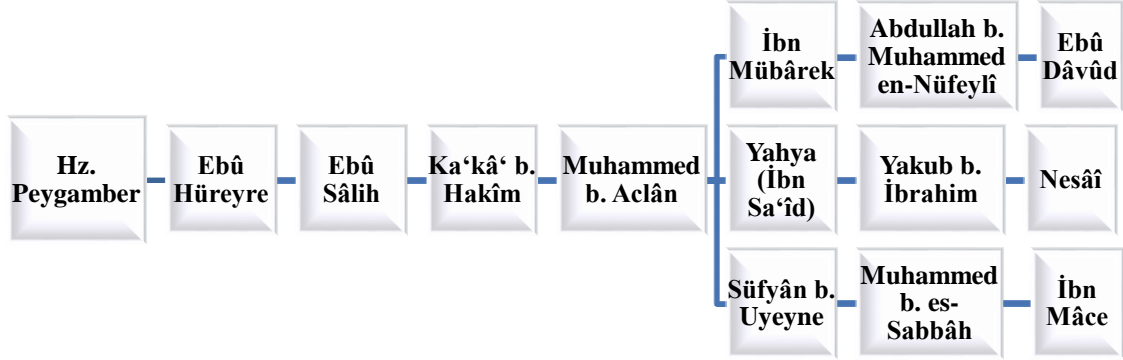 Hz.
Peygamber
Ebû
Hüreyre
Ebû
Sâlih
Ka‘kâ‘ b.
Hakîm
Muhammed
b. Aclân
İbn
Mübârek
Abdullah b.
Muhammed
en-Nüfeylî
Ebû
Dâvûd
Yahya
(İbn
Sa‘îd)
Yakub b.
İbrahim
Nesâî
Süfyân b.
Uyeyne
Muhammed
b. es-
Sabbâh
İbn
Mâce